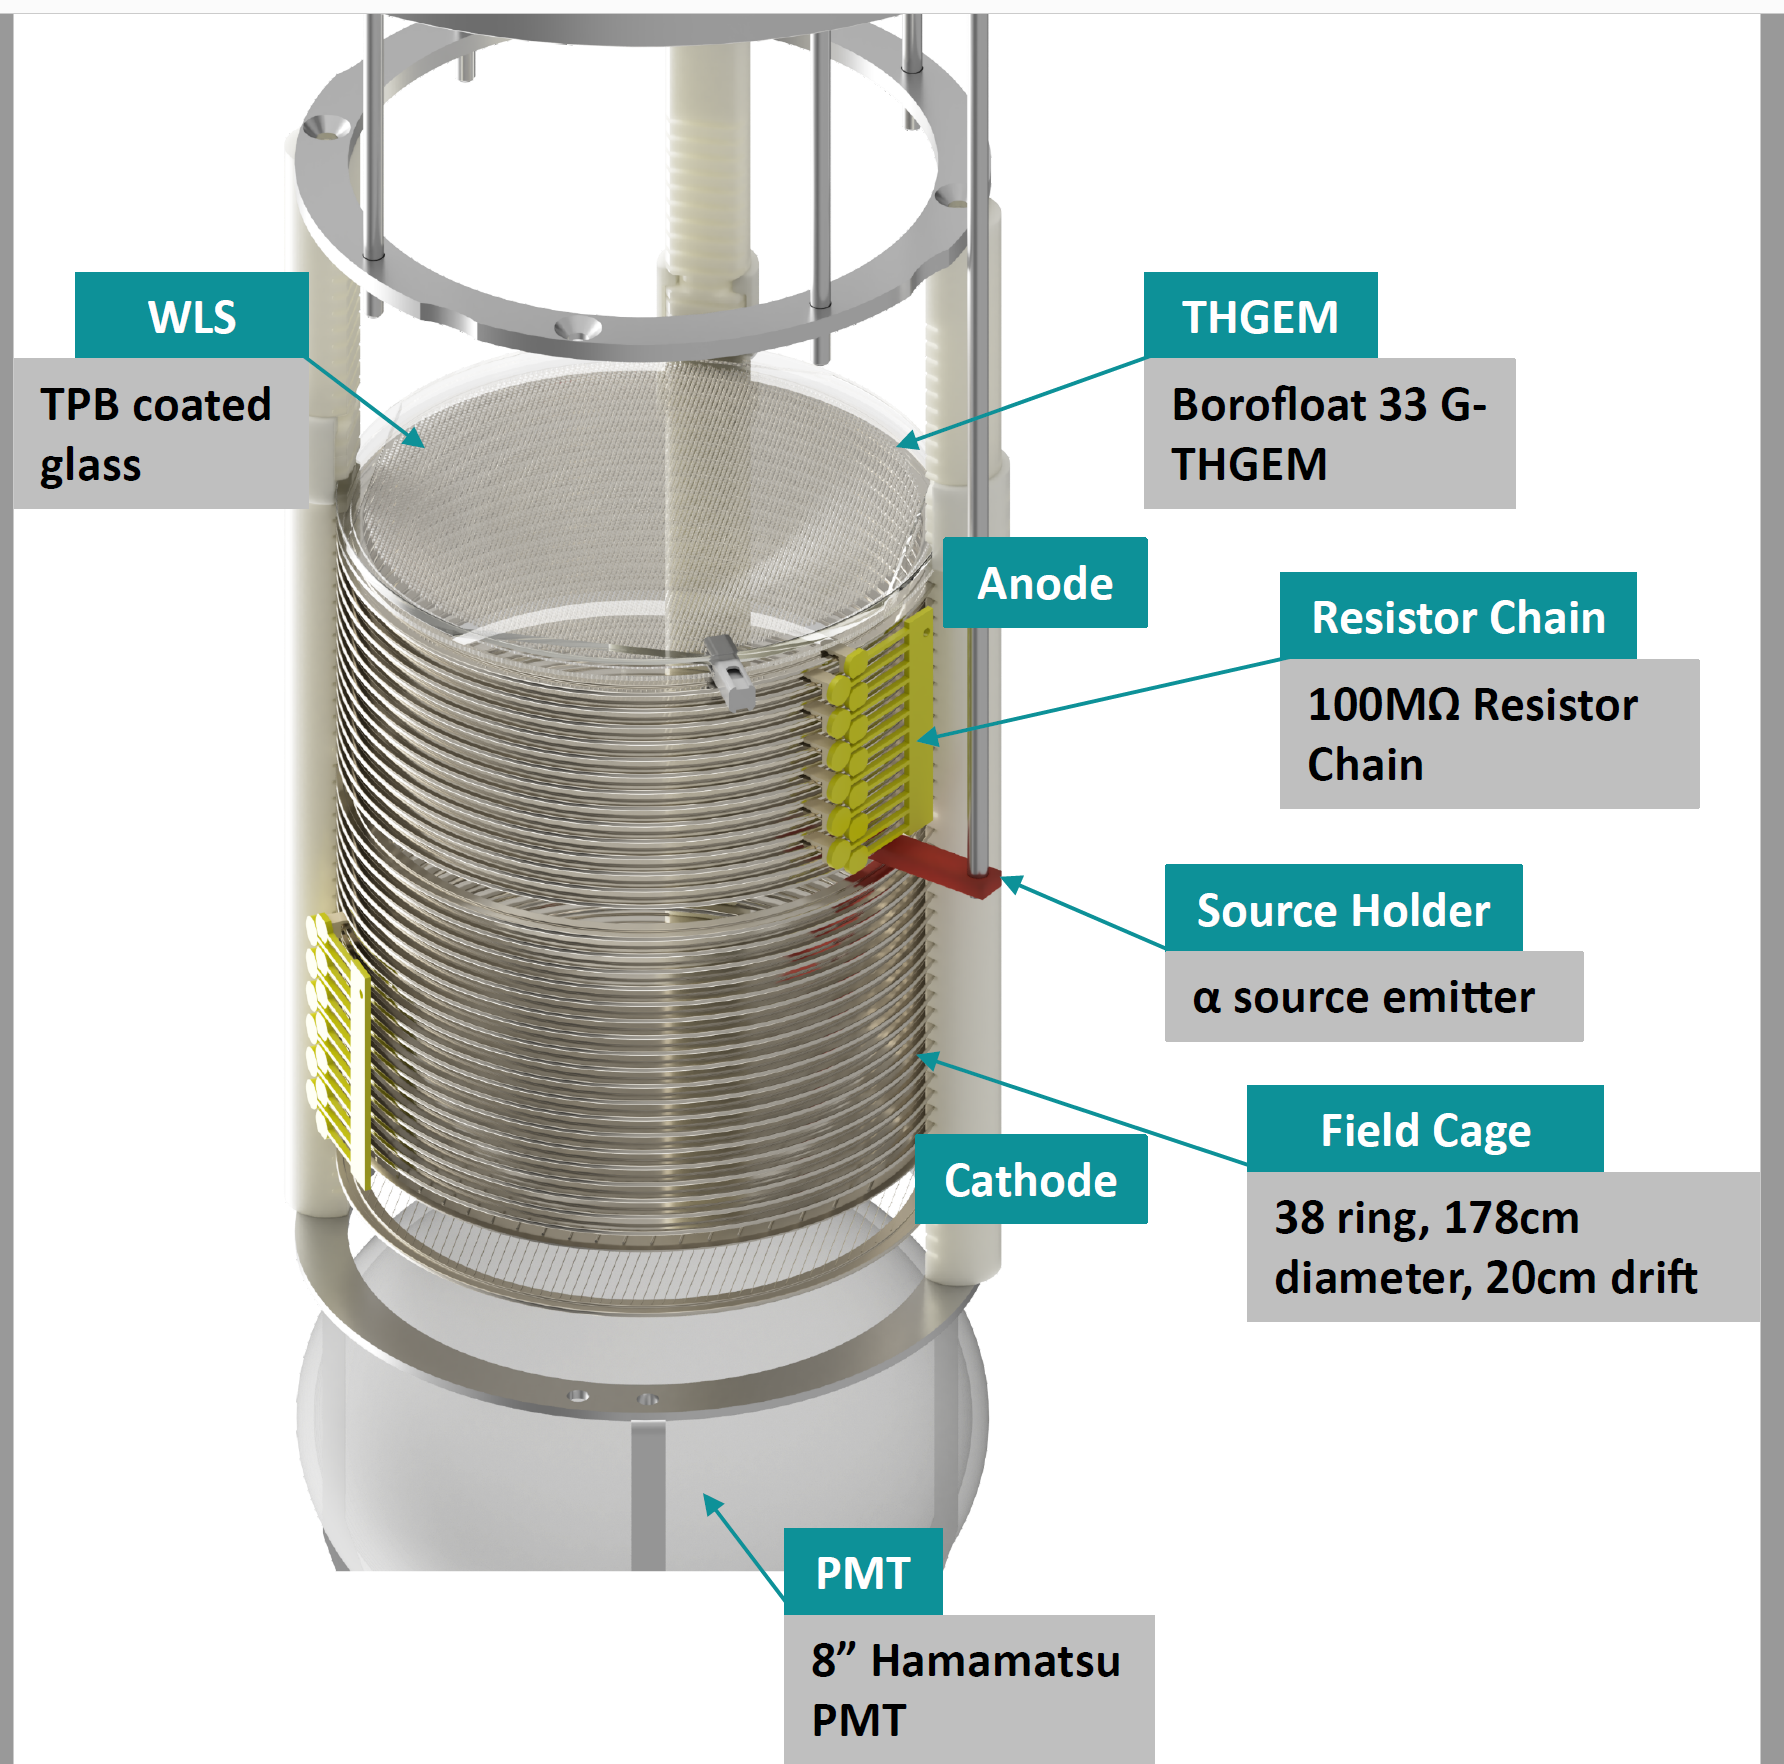 WLS
TPB coated
glass
THGEM
Borofloat 33 G-
THGEM
Anode
Resistor Chain
100MΩ Resistor
Chain
Source Holder
α source emitter
Field Cage
38 ring, 178cm
diameter, 20cm drift
Cathode
PMT
8” Hamamatsu
PMT